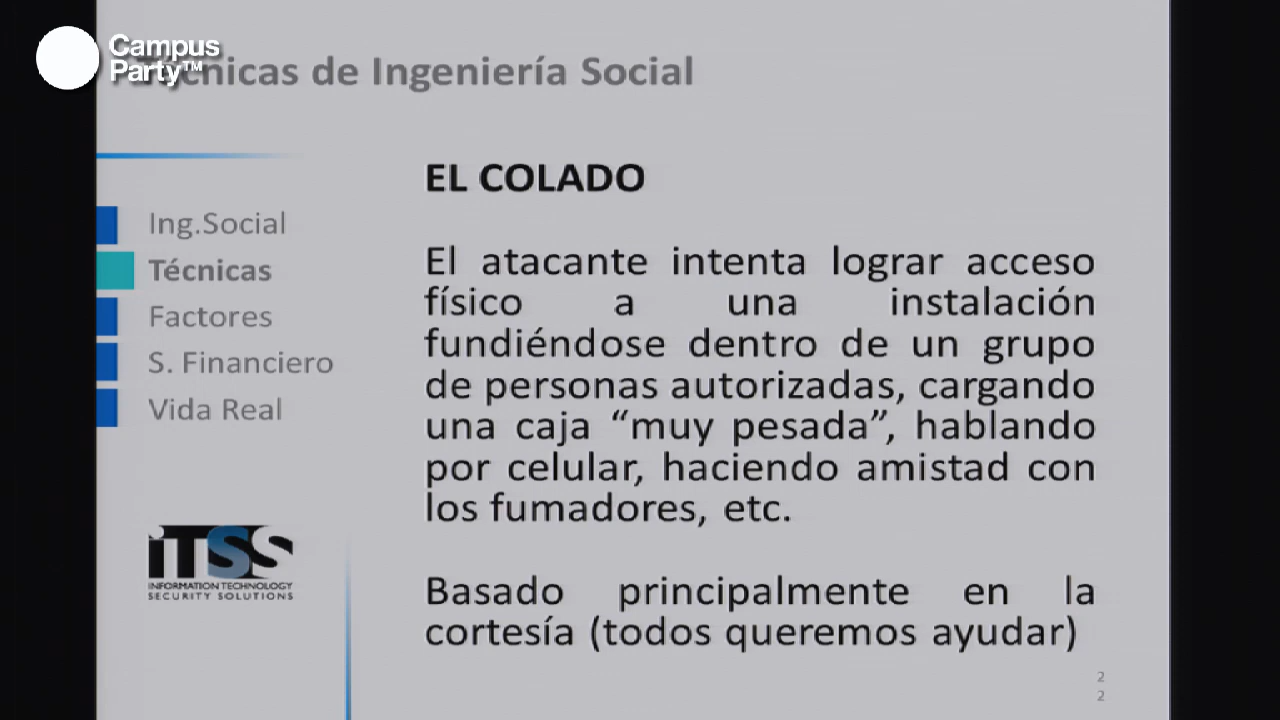 Campus
Party™
Técnicas de Ingeniería Social
EL COLADO
Ing.Social
Técnicas
Factores
S. Financiero
Vida Real
El atacante intenta lograr acceso
físico a una instalación
fundiéndose dentro de un grupo
de personas autorizadas, cargando
una caja “muy pesada”, hablando
por celular, haciendo amistad con
los fumadores, etc.
Basado principalmente en la
cortesía (todos queremos ayudar)
iTSS
INFORMATION TECHNOLOGY
SECURITY SOLUTIONS
2
2